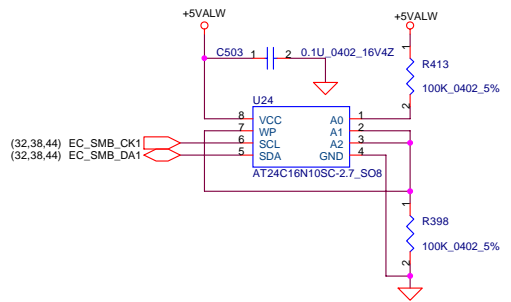 +5VALW
+5VALW
C503 1 2 0.1U_0402_16V4Z
1
R413
100K_0402_5%
2
U24
8 VCC A0 1
7 WP A1 2
(32,38,44) EC_SMB_CK1 6 SCL A2 3
(32,38,44) EC_SMB_DA1 5 SDA GND 4
AT24C16N10SC-2.7_SO8
1
R398
100K_0402_5%
2